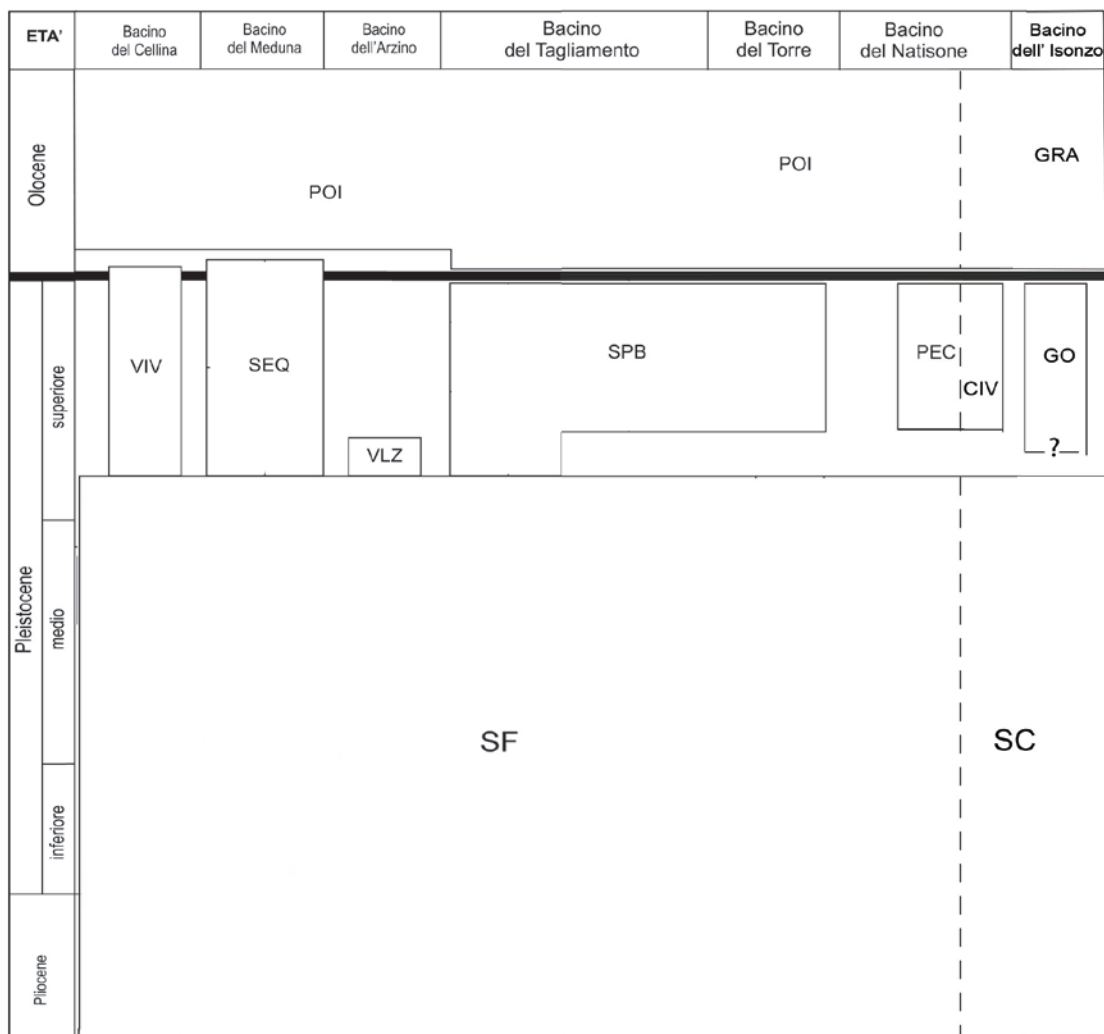 ETA'
Bacino
del Cellina
Bacino
del Meduna
Bacino
dell'Arzino
Bacino
del Tagliamento
Bacino
del Torre
Bacino
del Natisone
Bacino
dell' Isonzo
Olocene
POI
POI
GRA
Pleistocene
superiore
VIV
SEQ
VLZ
SPB
PEC
CIV
GO
?
medio
SF
SC
inferiore
Pliocene